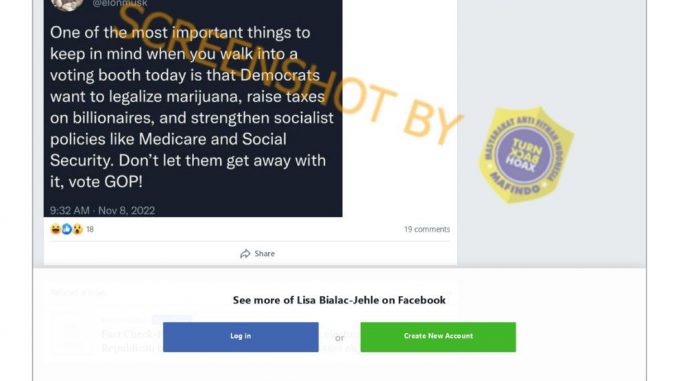 @elonmusk
One of the most important things to
keep in mind when you walk into a
voting booth today is that Democrats
want to legalize marijuana, raise taxes
on billionaires, and strengthen socialist
policies like Medicare and Social
Security. Don't let them get away with
it, vote GOP!
9:32 AM · Nov 8, 2022
18
19 comments
Share
SCREENSHOT BY
MASYARAKAT ANTI FITNAH INDONESIA
TURN
BACK
HOAX
MAFINDO
See more of Lisa Bialac-Jehle on Facebook
Related articles
Fact Check:
Republican
Log in
or
Create New Account